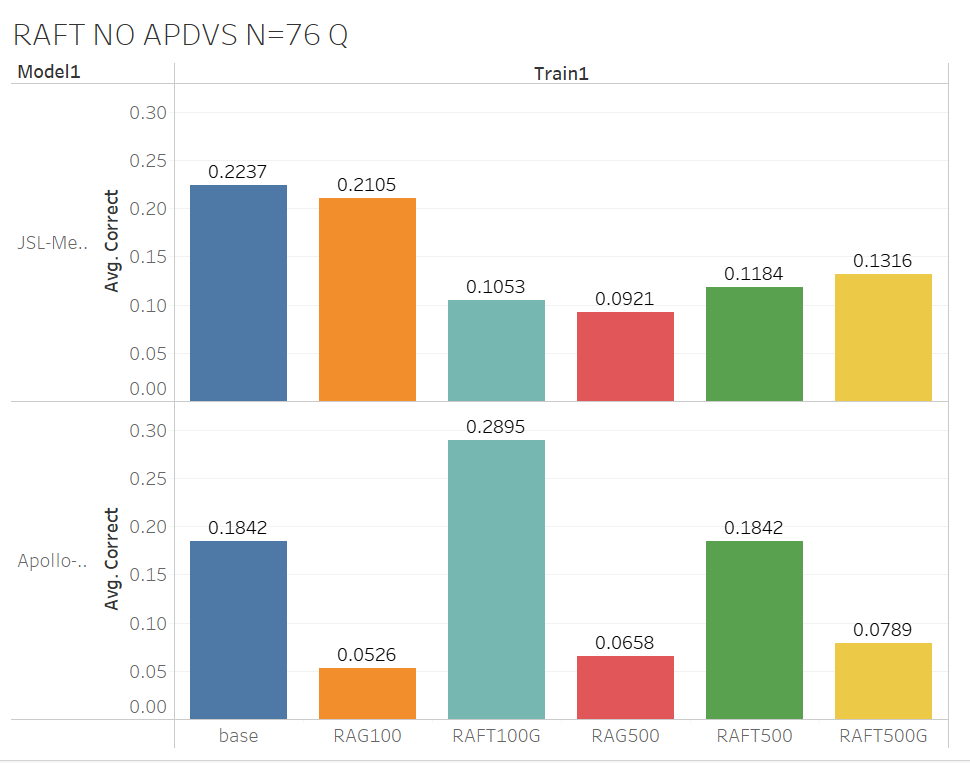 RAFT NO APDVS N=76 Q
Model1
Train1
JSL-Me..
Avg. Correct
0.30
0.25
0.20
0.15
0.10
0.05
0.00
0.2237
0.2105
0.1053
0.0921
0.1184
0.1316
Apollo-..
Avg. Correct
0.30
0.25
0.20
0.15
0.10
0.05
0.00
0.1842
0.0526
0.2895
0.0658
0.1842
0.0789
base
RAG100
RAFT100G
RAG500
RAFT500
RAFT500G